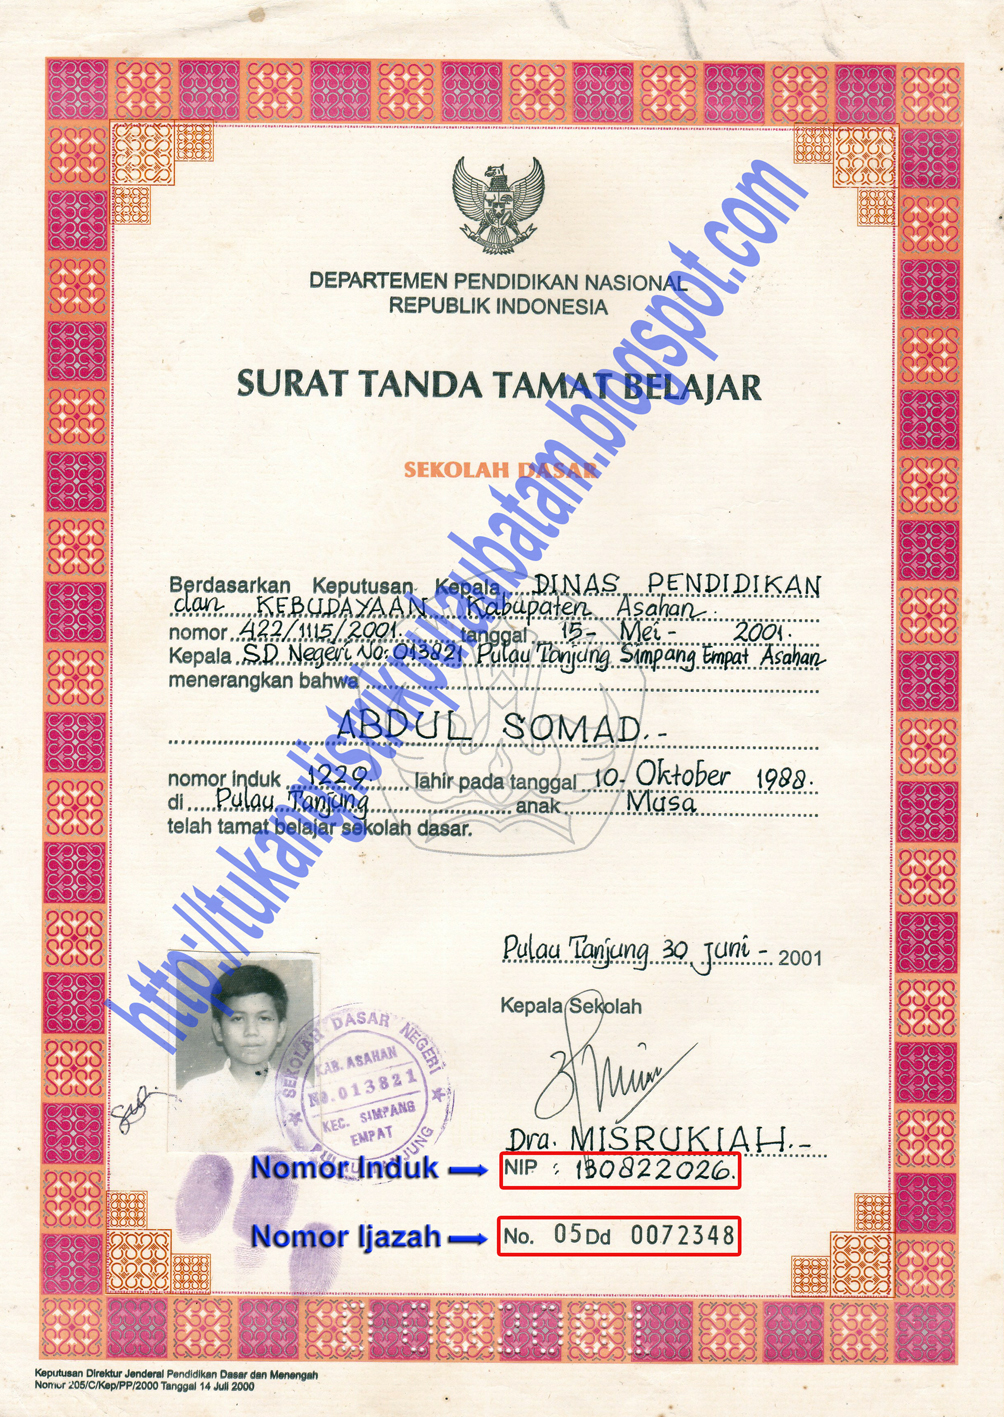 DEPARTEMEN PENDIDIKAN NASIONAL
REPUBLIK INDONESIA
SURAT TANDA TAMAT BELAJAR
SEKOLAH DASAR
http://tukanglistrikpulaubatam.blogspot.com
Berdasarkan Keputusan Kepala DINAS PENDIDIKAN
dan KEBUDAYAAN Kabupaten Asahan
nomor 422/1115/2001. tanggal 15- Mei - 2001.
Kepala S.D Negeri No: 013821 Pulau Tanjung Simpang Empat Asahan
menerangkan bahwa
ABDUL SOMAD.-
nomor induk 1229. lahir pada tanggal 10- Oktober 1988.
di Pulau Tanjung anak Musa
telah tamat belajar sekolah dasar.
Pulau Tanjung 30 Juni - 2001
Kepala Sekolah
SEKOLAH DASAR NEGERI
KAB. ASAHAN
No. 013821
KEC. SIMPANG
EMPAT
PULAU TANJUNG
Dra. MISRUKIAH.-
Nomor Induk
NIP : 130822026.
Nomor Ijazah
No. 05 Dd 0072348
Keputusan Direktur Jenderal Pendidikan Dasar dan Menengah
Nomor 205/C/Kep/PP/2000 Tanggal 14 Juli 2000